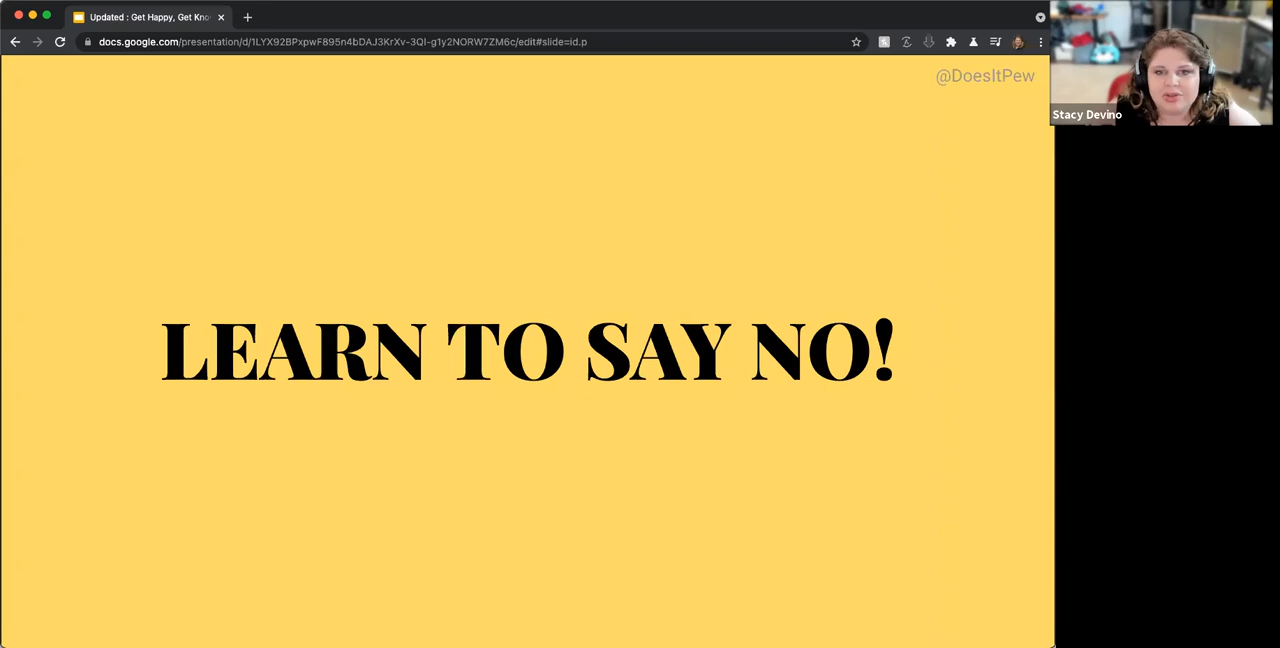 Updated : Get Happy, Get Kno
docs.google.com/presentation/d/1LYX92BPxpwF895n4bDAJ3KrXv-3QI-g1y2NORW7ZM6c/edit#slide=id.p
@DoesItPew
Stacy Devino
LEARN TO SAY NO!